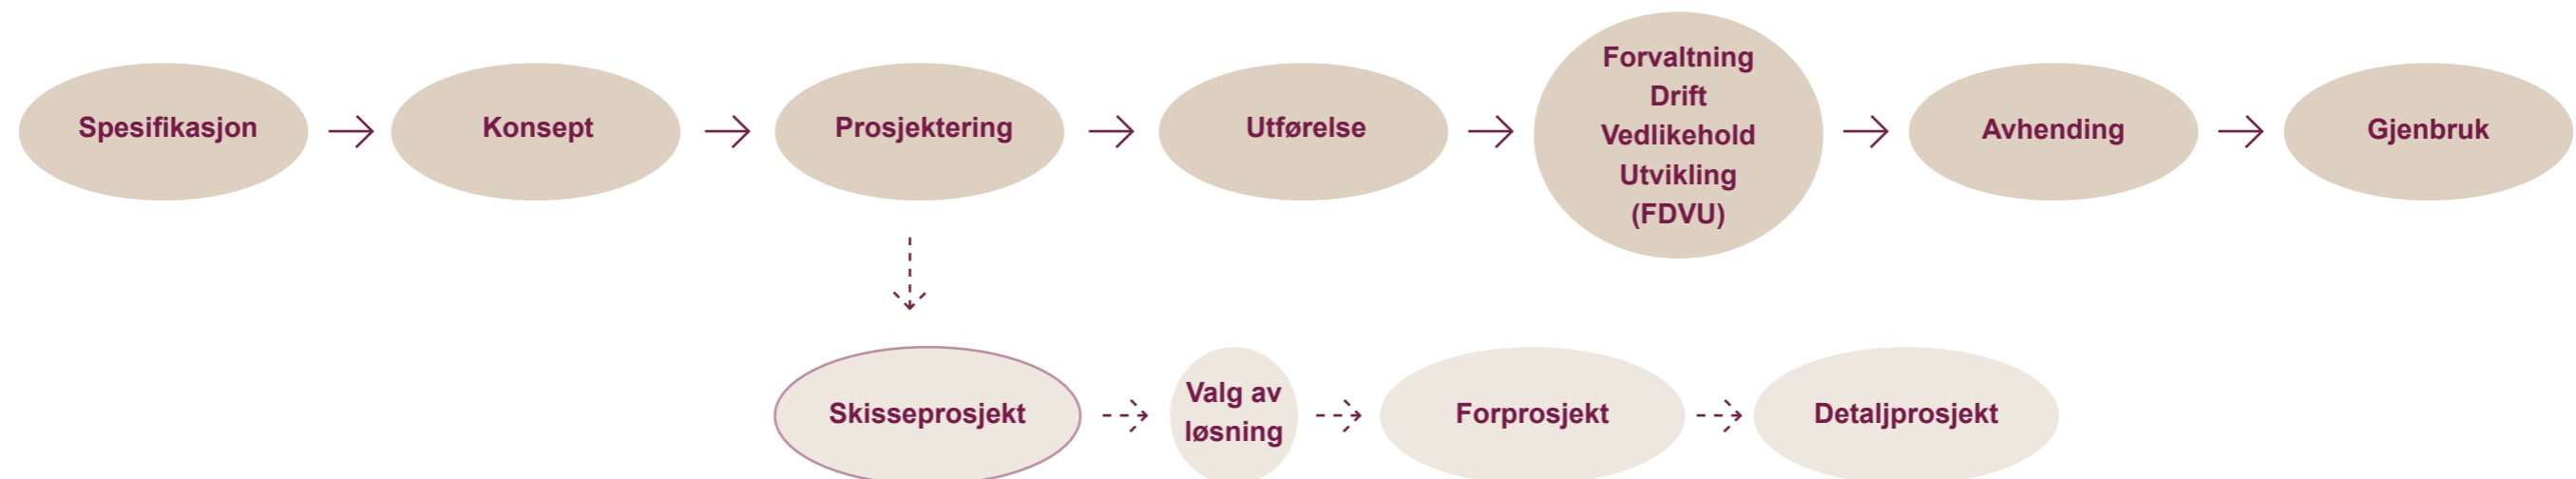 Spesifikasjon
Konsept
Prosjektering
Utførelse
Forvaltning
Drift
Vedlikehold
Utvikling
(FDVU)
Avhending
Gjenbruk
Skisseprosjekt
Valg av
løsning
Forprosjekt
Detaljprosjekt